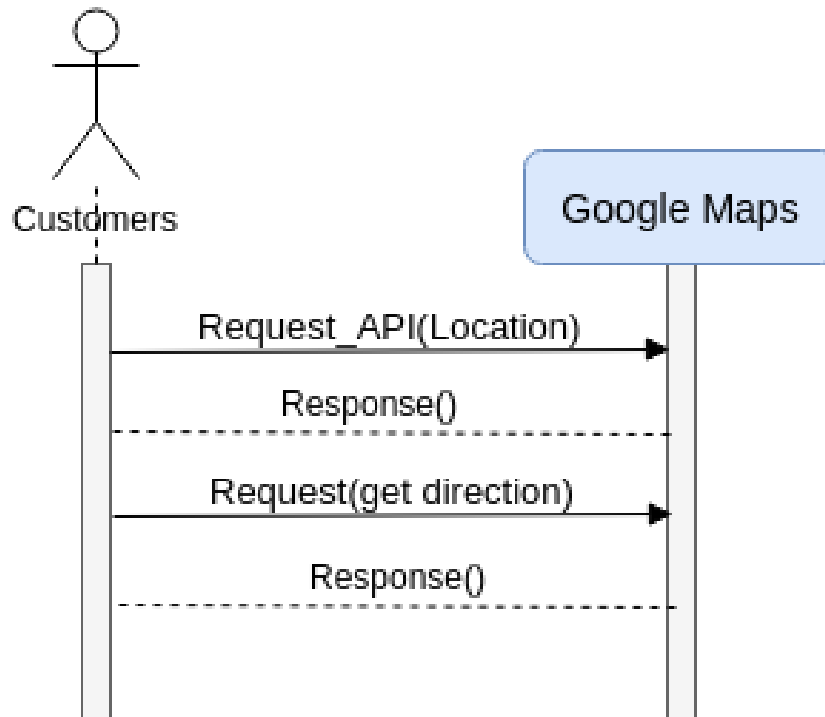 Customers
Google Maps
Request_API(Location)
Response()
Request(get direction)
Response()